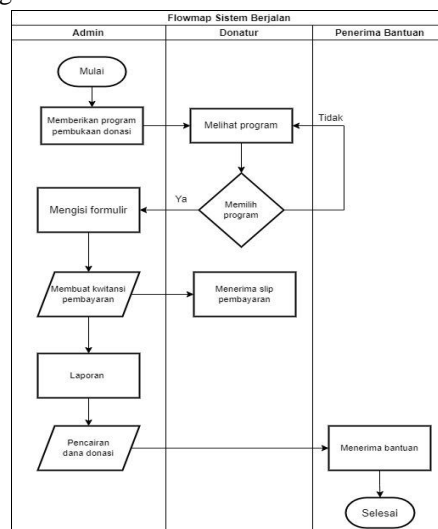 Flowmap Sistem Berjalan
Admin
Donatur
Penerima Bantuan
Mulai
Memberikan program
pembukaan donasi
Melihat program
Tidak
Mengisi formulir
Ya
Memilih
program
Membuat kwitansi
pembayaran
Menerima slip
pembayaran
Laporan
Pencairan
dana donasi
Menerima bantuan
Selesai